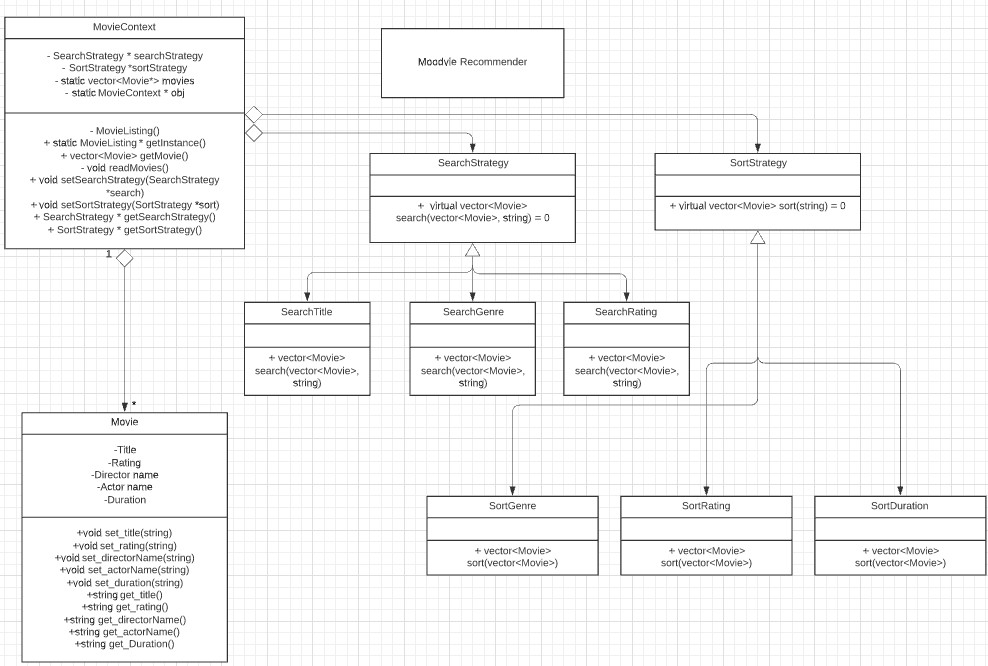 MovieContext
- SearchStrategy * searchStrategy
- SortStrategy *sortStrategy
- static vector<Movie*> movies
- static MovieContext * obj
- MovieListing()
+ static MovieListing * getInstance()
+ vector<Movie> getMovie()
- void readMovies()
+ void setSearchStrategy(SearchStrategy
*search)
+ void setSortStrategy(SortStrategy *sort)
+ SearchStrategy * getSearchStrategy()
+ SortStrategy * getSortStrategy()
Moodvie Recommender
SearchStrategy
+ virtual vector<Movie>
search(vector<Movie>, string) = 0
SortStrategy
+ virtual vector<Movie> sort(string) = 0
1
*
SearchTitle
+ vector<Movie>
search(vector<Movie>,
string)
SearchGenre
+ vector<Movie>
search(vector<Movie>,
string)
SearchRating
+ vector<Movie>
search(vector<Movie>,
string)
Movie
-Title
-Rating
-Director name
-Actor name
-Duration
+void set_title(string)
+void set_rating(string)
+void set_directorName(string)
+void set_actorName(string)
+void set_duration(string)
+string get_title()
+string get_rating()
+string get_directorName()
+string get_actorName()
+string get_Duration()
SortGenre
+ vector<Movie>
sort(vector<Movie>)
SortRating
+ vector<Movie>
sort(vector<Movie>)
SortDuration
+ vector<Movie>
sort(vector<Movie>)